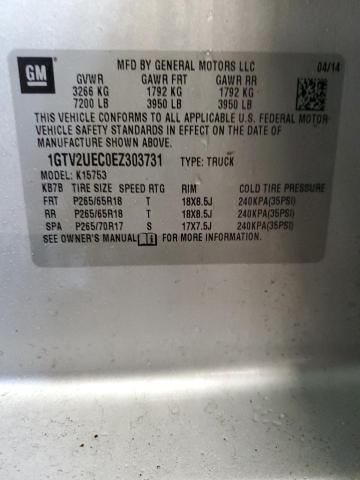 GM
MFD BY GENERAL MOTORS LLC 04/14
GVWR GAWR FRT GAWR RR
3266 KG 1792 KG 1792 KG
7200 LB 3950 LB 3950 LB
THIS VEHICLE CONFORMS TO ALL APPLICABLE
U.S. FEDERAL MOTOR
VEHICLE SAFETY STANDARDS IN EFFECT ON THE DATE OF
MANUFACTURE SHOWN ABOVE.
1GTV2UEC0EZ303731 TYPE: TRUCK
MODEL: K15753
KB7B TIRE SIZE SPEED RTG RIM COLD TIRE PRESSURE
FRT P265/65R18 T 18X8.5J 240KPA(35PSI)
RR P265/65R18 T 18X8.5J 240KPA(35PSI)
SPA P265/70R17 S 17X7.5J 240KPA(35PSI)
SEE OWNER'S MANUAL FOR MORE INFORMATION.